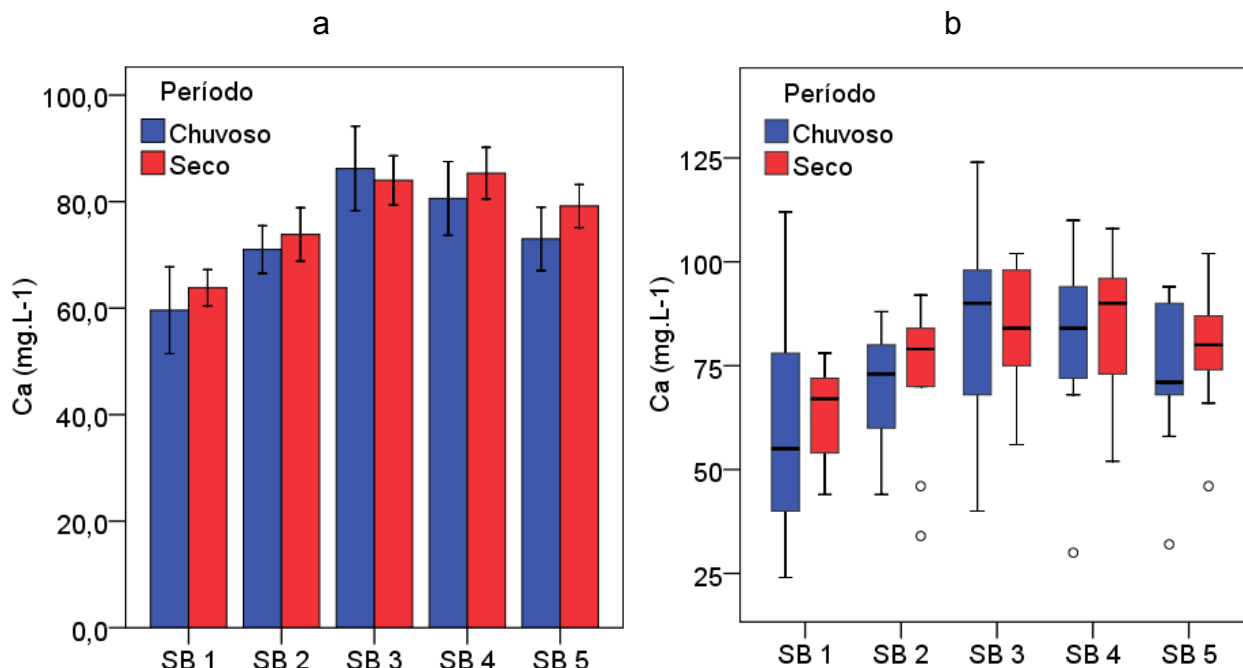 a
Período
Chuvoso
Seco
Ca (mg.L-1)
100,0
80,0
60,0
40,0
20,0
0,0
SB 1 SB 2 SB 3 SB 4 SB 5
b
Período
Chuvoso
Seco
Ca (mg.L-1)
125
100
75
50
25
SB 1 SB 2 SB 3 SB 4 SB 5